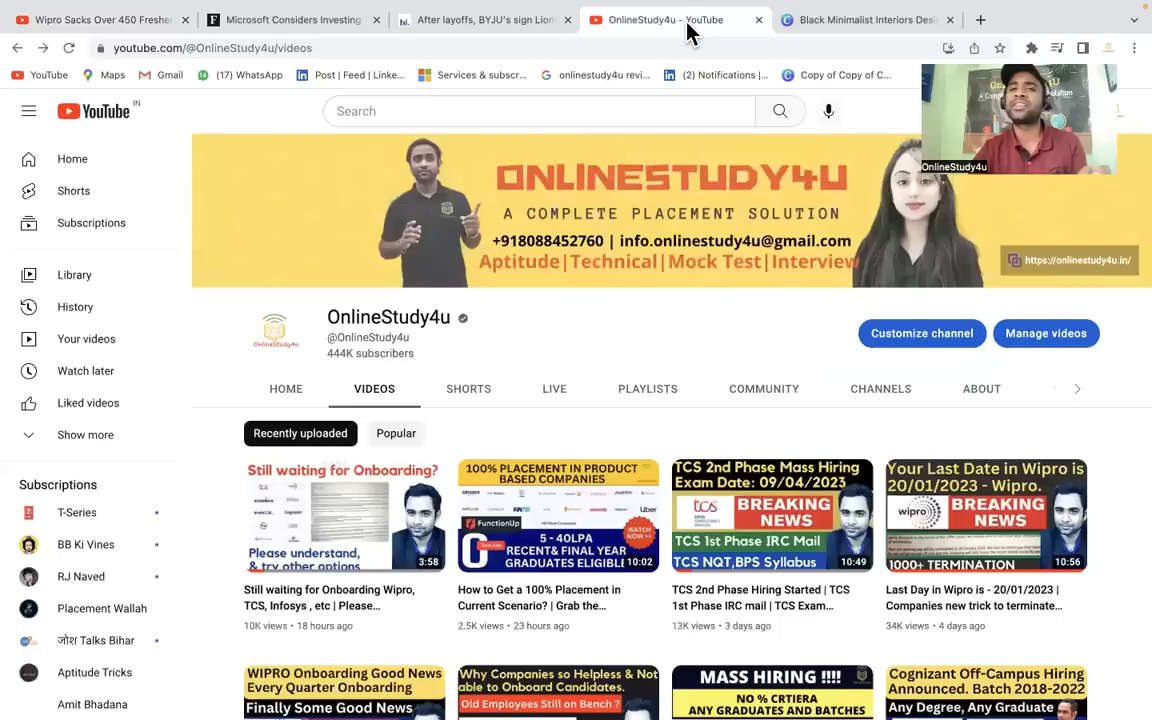 Wipro Sacks Over 450 Fresher
Microsoft Considers Investing
After layoffs, BYJU's sign Lion
OnlineStudy4u - YouTube
Black Minimalist Interiors Desi
youtube.com/@OnlineStudy4u/videos
YouTube
Maps
Gmail
(17) WhatsApp
Post | Feed | Linke...
Services & subscr...
onlinestudy4u revi...
(2) Notifications |...
Copy of Copy of C...
YouTube IN
Search
OnlineStudy4u
Home
Shorts
Subscriptions
Library
History
Your videos
Watch later
Liked videos
Show more
Subscriptions
T-Series
BB Ki Vines
RJ Naved
Placement Wallah
जोश Talks Bihar
Aptitude Tricks
Amit Bhadana
ONLINESTUDY4U
A COMPLETE PLACEMENT SOLUTION
+918088452760 | info.onlinestudy4u@gmail.com
Aptitude|Technical|Mock Test|Interview
https://onlinestudy4u.in/
OnlineStudy4u
OnlineStudy4u
@OnlineStudy4u
444K subscribers
Customize channel
Manage videos
HOME
VIDEOS
SHORTS
LIVE
PLAYLISTS
COMMUNITY
CHANNELS
ABOUT
Recently uploaded
Popular
Still waiting for Onboarding?
Please understand,
& try other options
3:58
Still waiting for Onboarding Wipro,
TCS, Infosys , etc | Please...
10K views • 18 hours ago
100% PLACEMENT IN PRODUCT
BASED COMPANIES
FunctionUp
WATCH
NOW>>
5 - 40LPA
RECENT& FINAL YEAR
GRADUATES ELIGIBLE
10:02
How to Get a 100% Placement in
Current Scenario? | Grab the...
2.5K views • 23 hours ago
TCS 2nd Phase Mass Hiring
Exam Date: 09/04/2023
tcs
BREAKING
NEWS
TCS 1st Phase IRC Mail
TCS NQT,BPS Syllabus
10:49
TCS 2nd Phase Hiring Started | TCS
1st Phase IRC mail | TCS Exam...
13K views • 3 days ago
Your Last Date in Wipro is
- 20/01/2023 - Wipro.
wipro
BREAKING
NEWS
1000+ TERMINATION
10:56
Last Day in Wipro is - 20/01/2023 |
Companies new trick to terminate...
34K views • 4 days ago
WIPRO Onboarding Good News
Every Quarter Onboarding
Finally Some Good News
Why Companies so Helpless & Not
able to Onboard Candidates.
Old Employees Still on Bench ?
MASS HIRING !!!!
NO % CRTIERA
ANY GRADUATES AND BATCHES
Cognizant Off-Campus Hiring
Announced. Batch 2018-2022
Any Degree, Any Graduate